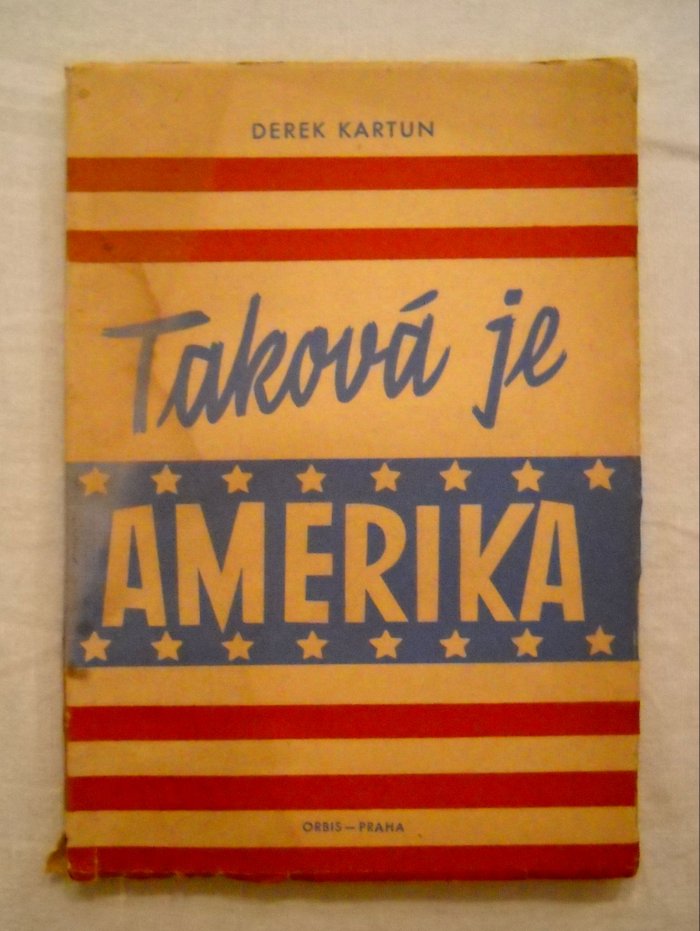 DEREK KARTUN
Taková je
AMERIKA
ORBIS—PRAHA